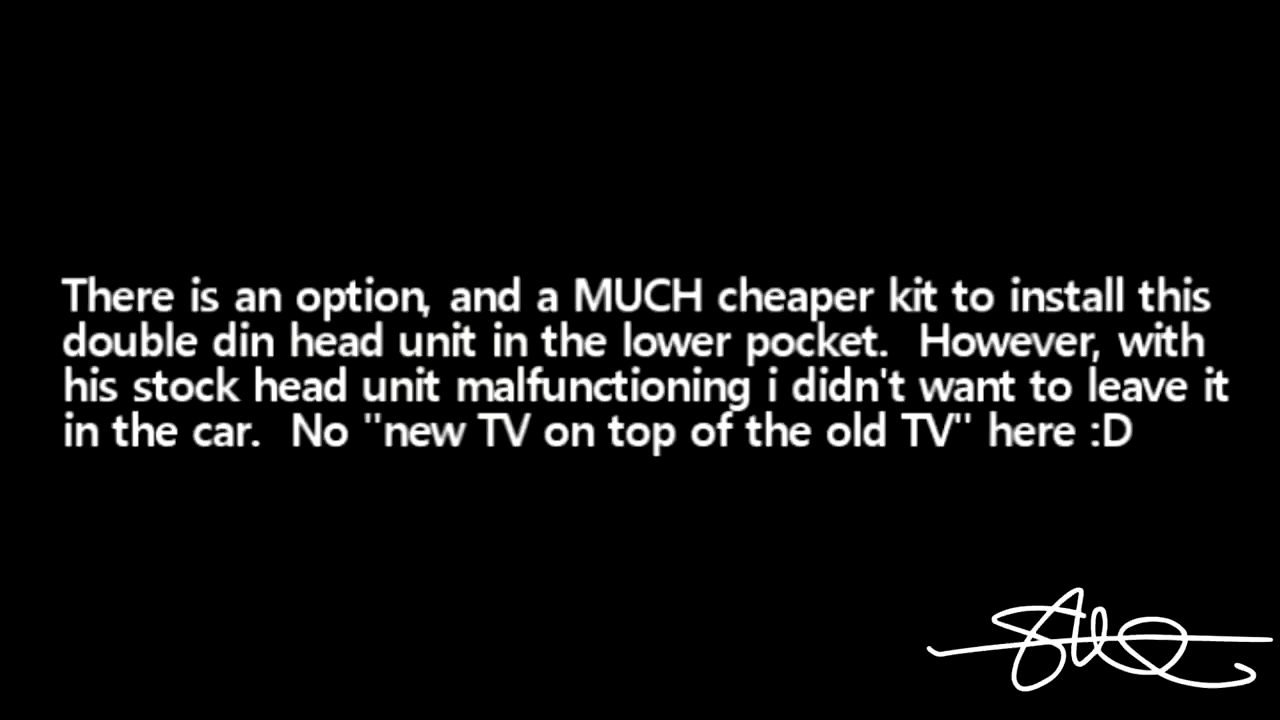 There is an option, and a MUCH cheaper kit to install this
double din head unit in the lower pocket.  However, with
his stock head unit malfunctioning i didn't want to leave it
in the car.  No "new TV on top of the old TV" here :D